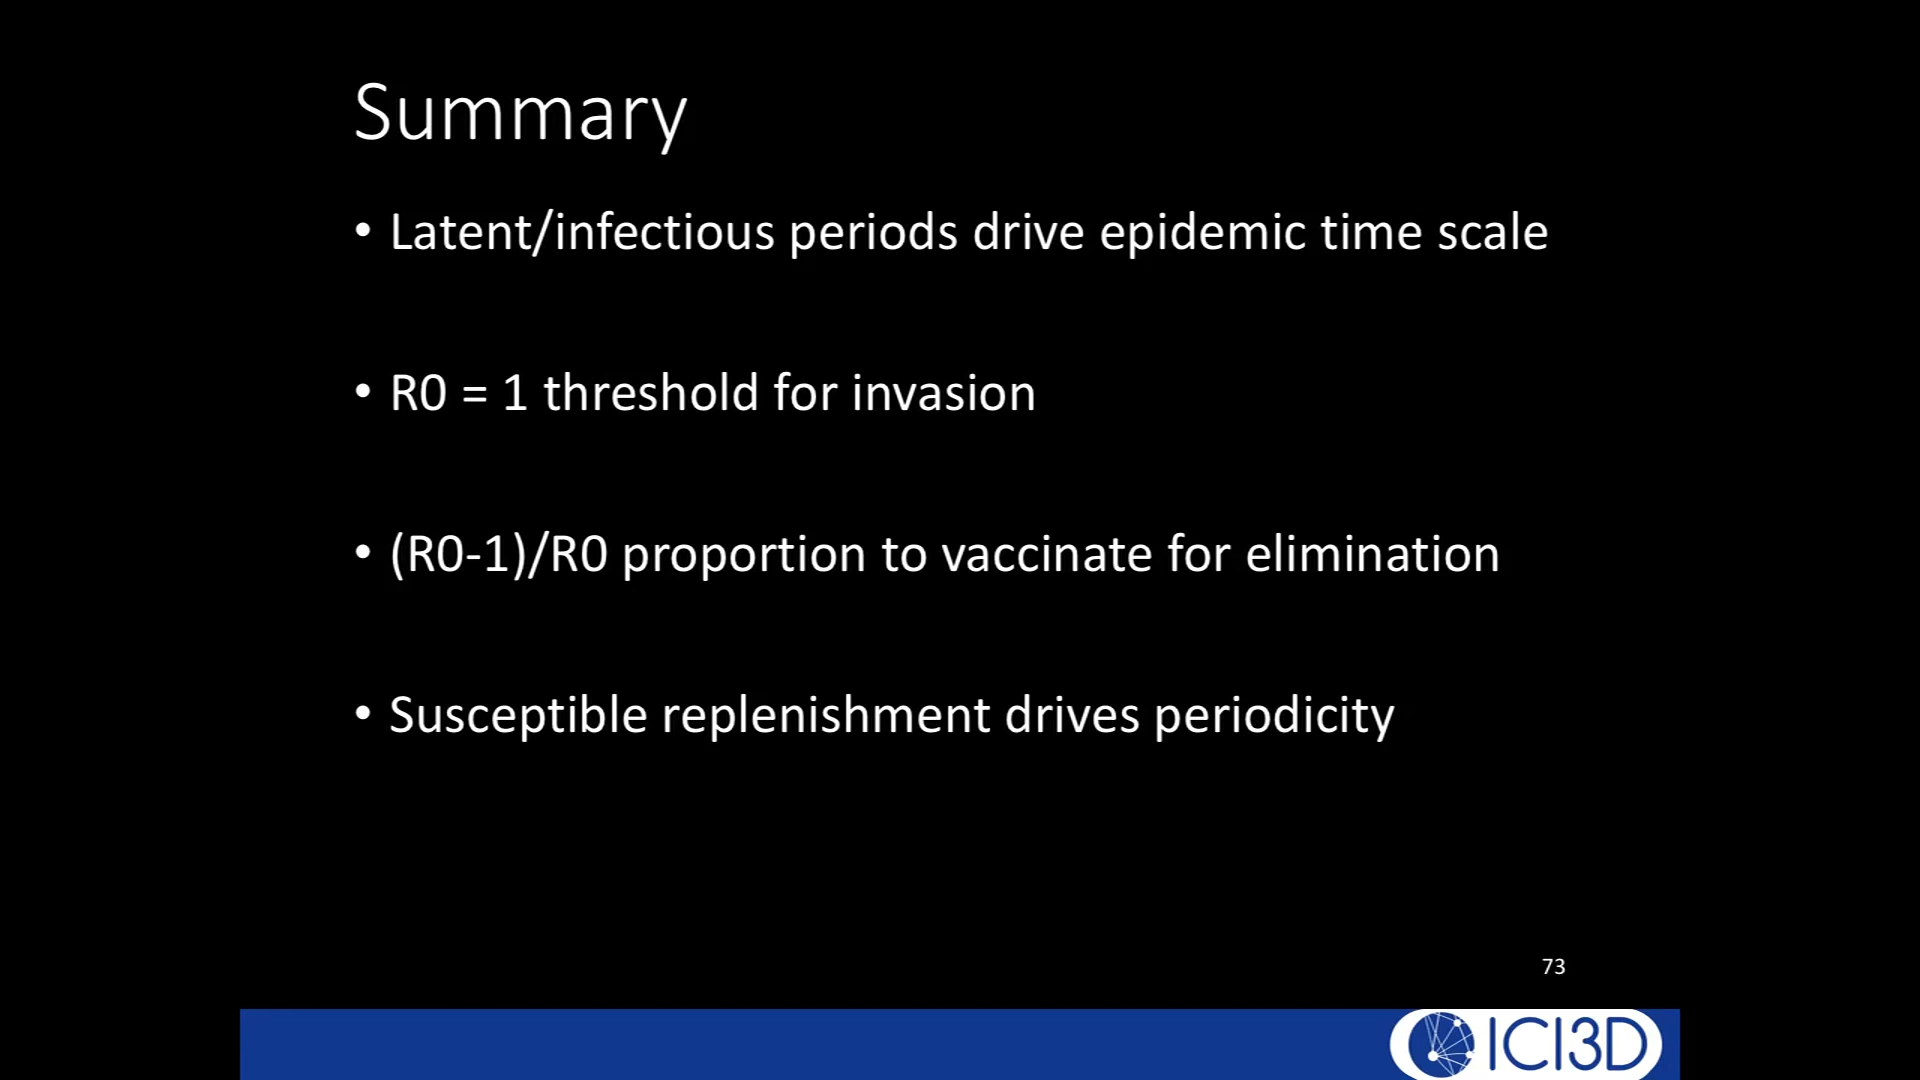 Summary
• Latent/infectious periods drive epidemic time scale
• R0 = 1 threshold for invasion
• (R0-1)/R0 proportion to vaccinate for elimination
• Susceptible replenishment drives periodicity
73
ICI3D